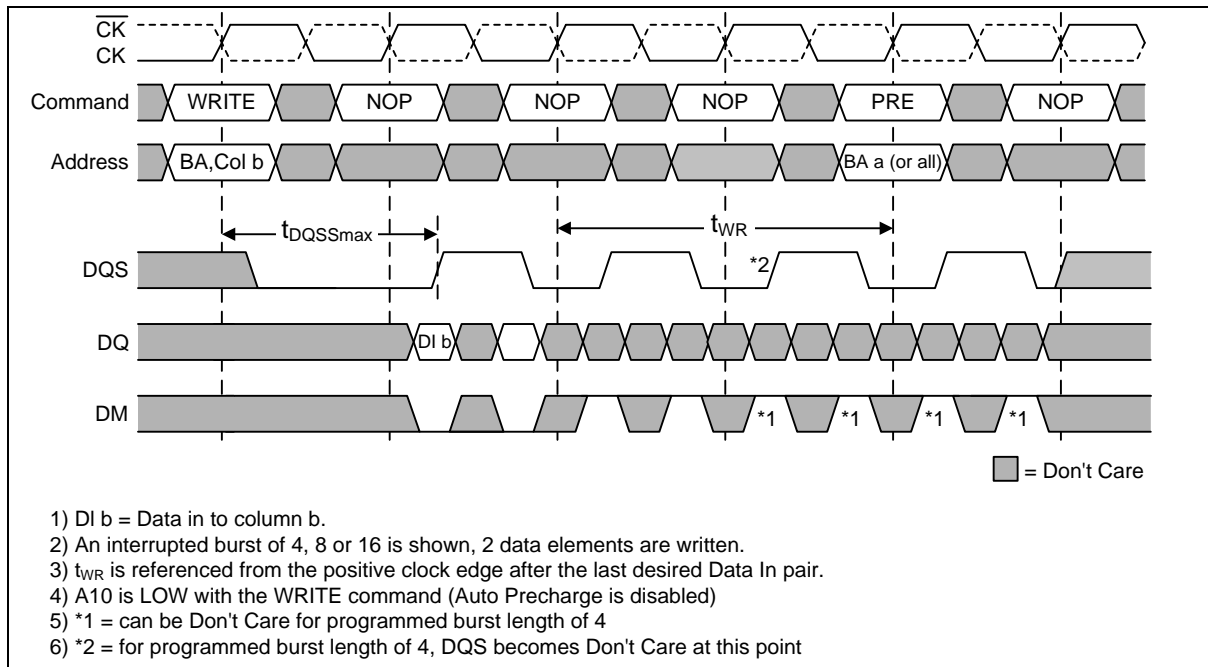 CK
CK
Command WRITE NOP NOP NOP PRE NOP
Address BA,Col b BA a (or all)
tDQSSmax tWR
DQS *2
DQ DI b
DM *1 *1 *1 *1
= Don't Care
1) DI b = Data in to column b.
2) An interrupted burst of 4, 8 or 16 is shown, 2 data elements are written.
3) tWR is referenced from the positive clock edge after the last desired Data In pair.
4) A10 is LOW with the WRITE command (Auto Precharge is disabled)
5) *1 = can be Don't Care for programmed burst length of 4
6) *2 = for programmed burst length of 4, DQS becomes Don't Care at this point